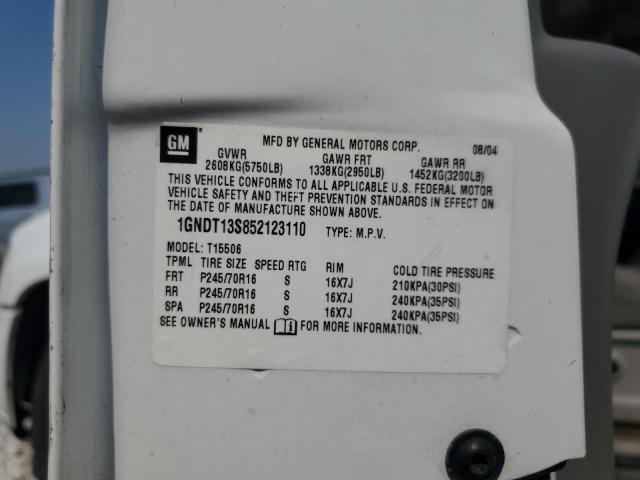 GM MFD BY GENERAL MOTORS CORP. 08/04
GVWR GAWR FRT GAWR RR
2608KG(5750LB) 1338KG(2950LB) 1452KG(3200LB)
THIS VEHICLE CONFORMS TO ALL APPLICABLE U.S. FEDERAL MOTOR
VEHICLE SAFETY AND THEFT PREVENTION STANDARDS IN EFFECT ON
THE DATE OF MANUFACTURE SHOWN ABOVE.
1GNDT13S852123110 TYPE: M.P.V.
MODEL: T15506
TPML TIRE SIZE SPEED RTG RIM COLD TIRE PRESSURE
FRT P245/70R16 S 16X7J 210KPA(30PSI)
RR P245/70R16 S 16X7J 240KPA(35PSI)
SPA P245/70R16 S 16X7J 240KPA(35PSI)
SEE OWNER'S MANUAL FOR MORE INFORMATION.